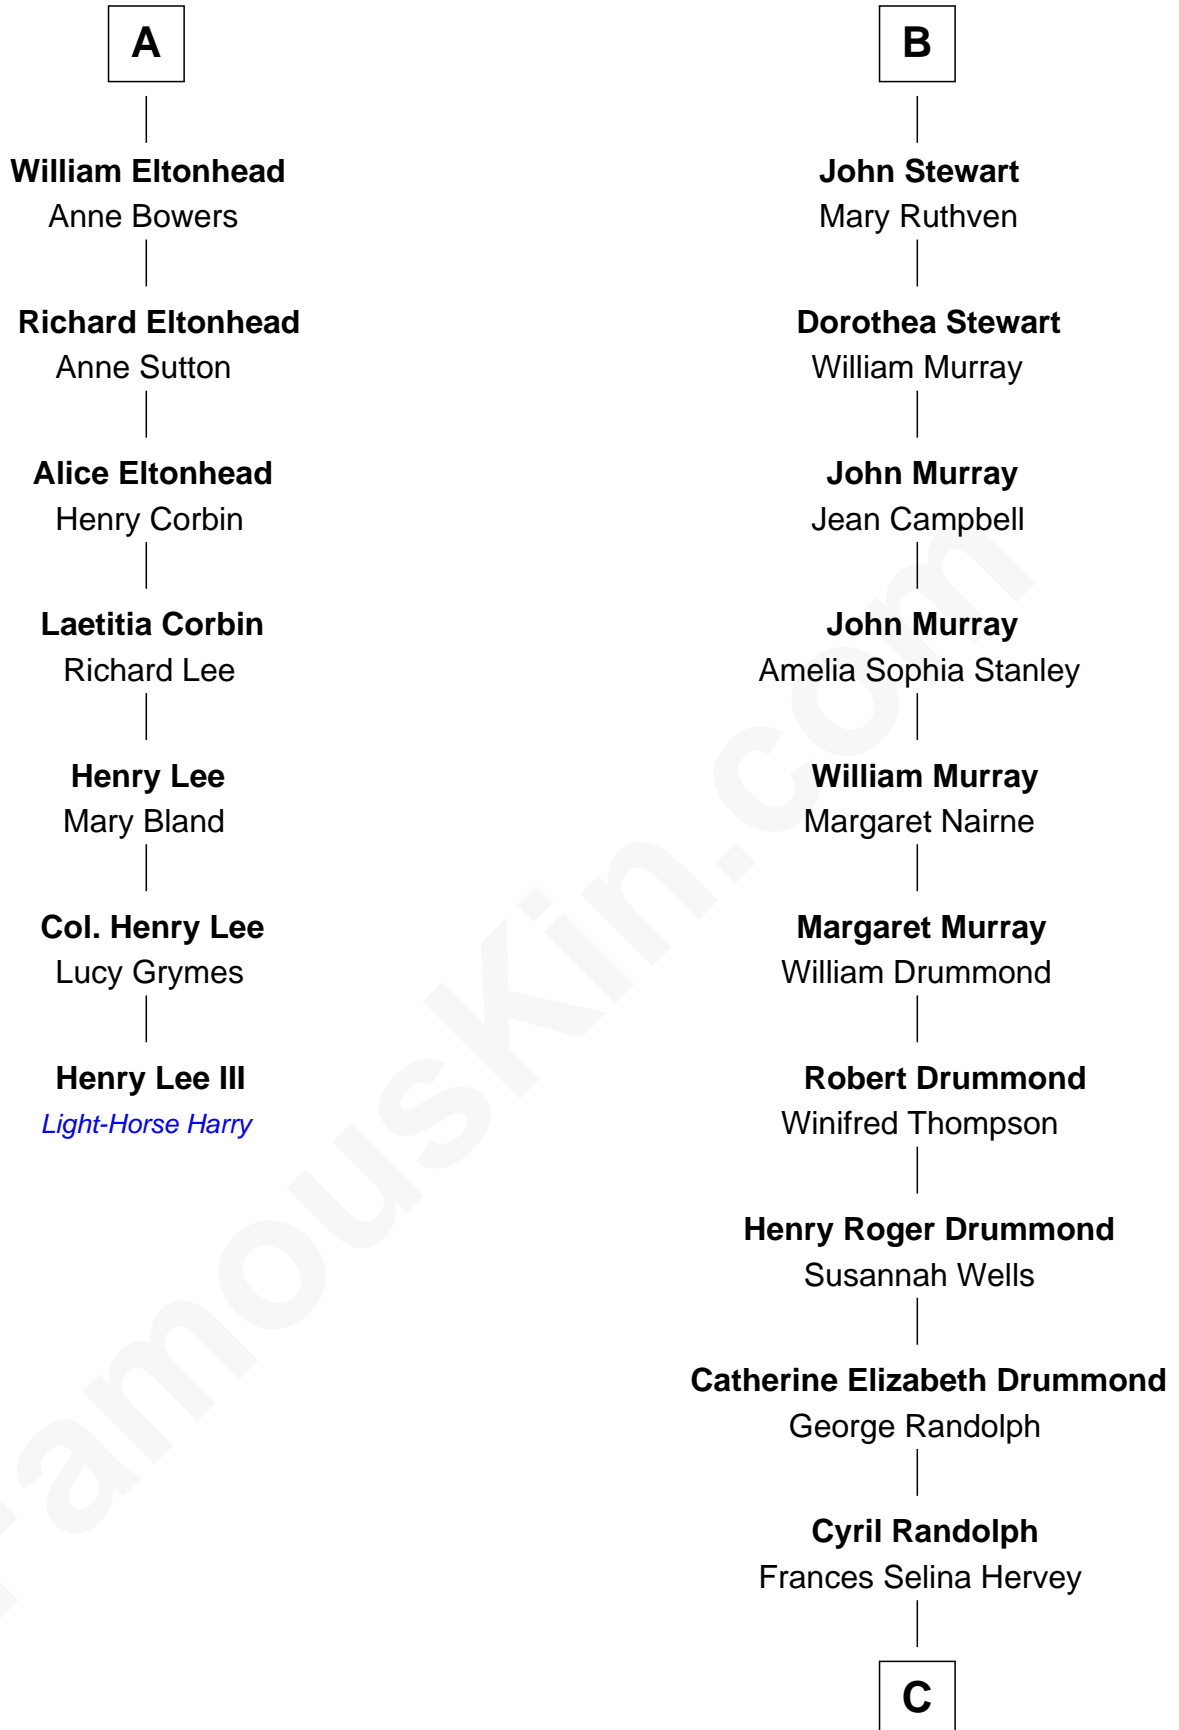 A
William Eltonhead
Anne Bowers
Richard Eltonhead
Anne Sutton
Alice Eltonhead
Henry Corbin
Laetitia Corbin
Richard Lee
Henry Lee
Mary Bland
Col. Henry Lee
Lucy Grymes
Henry Lee III
Light-Horse Harry
B
John Stewart
Mary Ruthven
Dorothea Stewart
William Murray
John Murray
Jean Campbell
John Murray
Amelia Sophia Stanley
William Murray
Margaret Nairne
Margaret Murray
William Drummond
Robert Drummond
Winifred Thompson
Henry Roger Drummond
Susannah Wells
Catherine Elizabeth Drummond
George Randolph
Cyril Randolph
Frances Selina Hervey
C
FamousKin.com